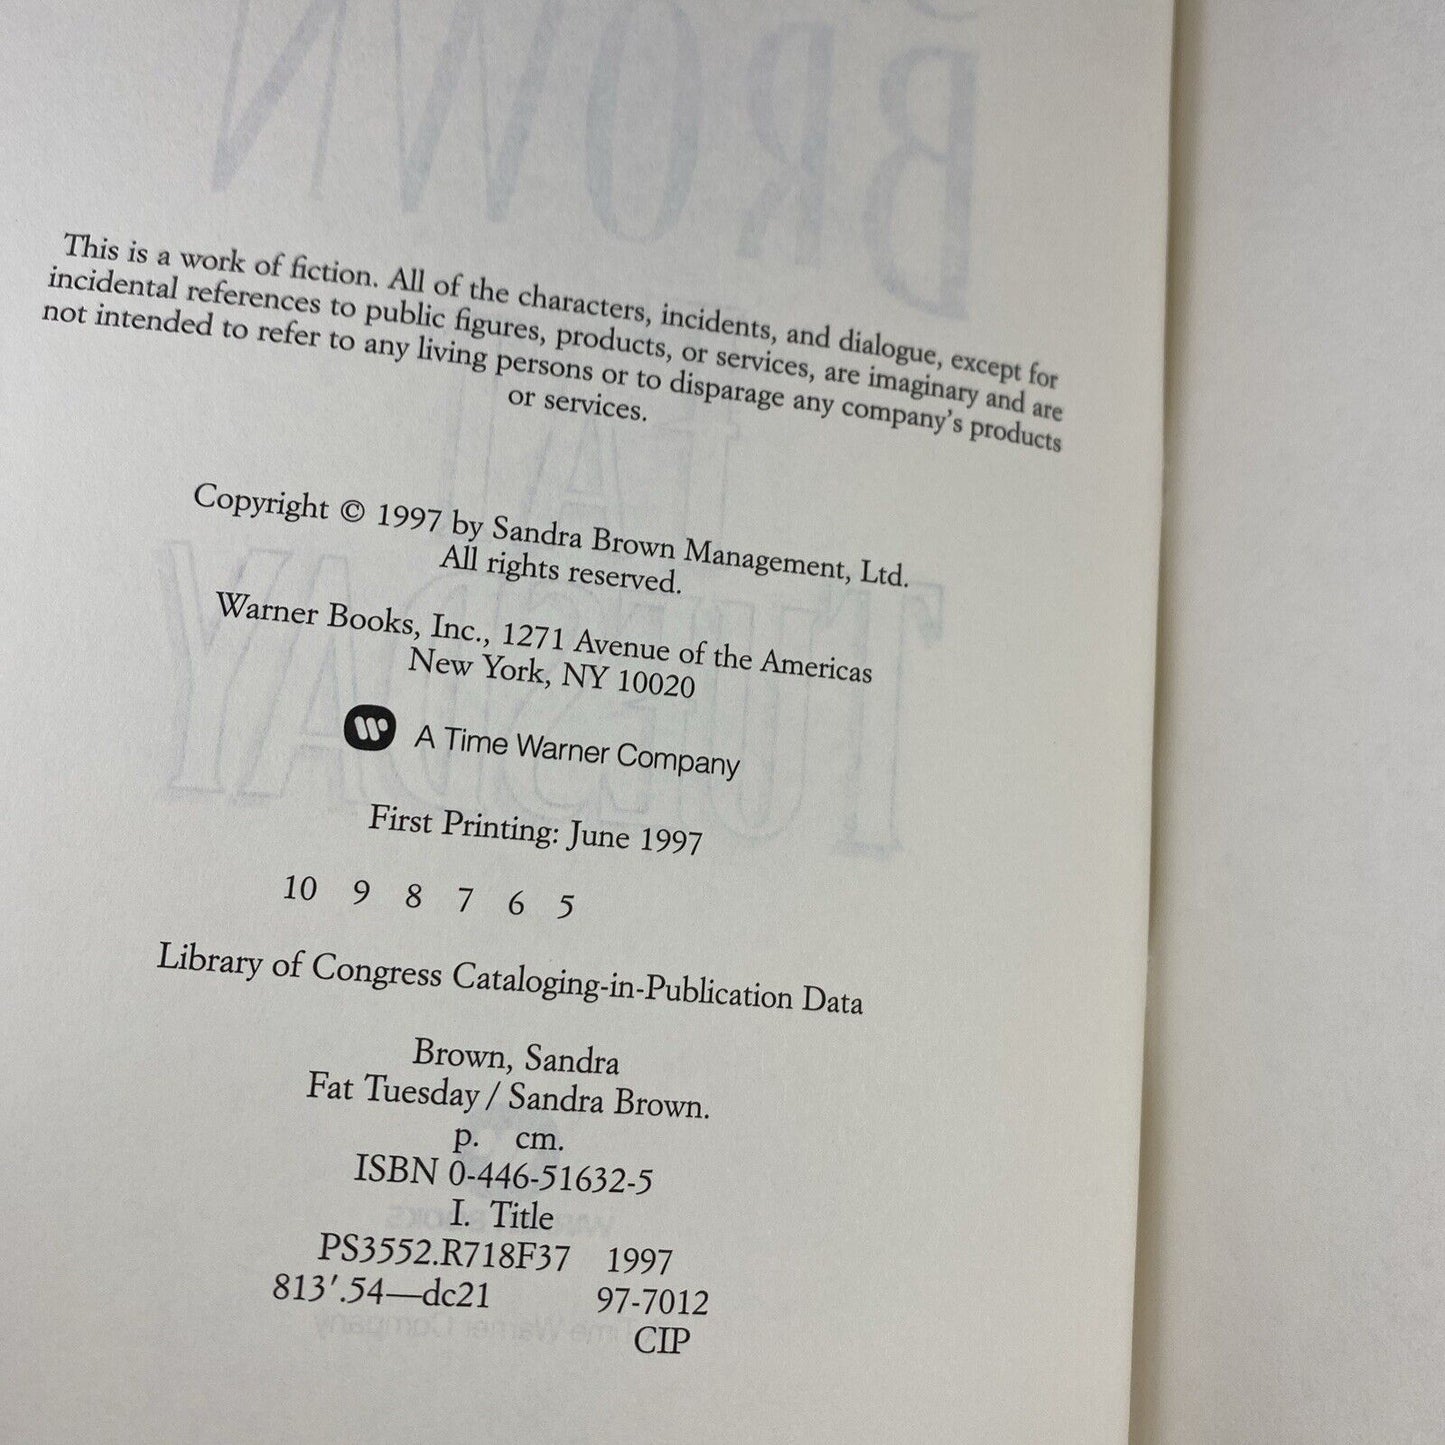 BROWN
FAT
TUESDAY
This is a work of fiction. All of the characters, incidents, and dialogue, except for
incidental references to public figures, products, or services, are imaginary and are
not intended to refer to any living persons or to disparage any company's products
or services.
Copyright © 1997 by Sandra Brown Management, Ltd.
All rights reserved.
Warner Books, Inc., 1271 Avenue of the Americas
New York, NY 10020
W A Time Warner Company
First Printing: June 1997
10 9 8 7 6 5
Library of Congress Cataloging-in-Publication Data
Brown, Sandra
Fat Tuesday / Sandra Brown.
p. cm.
ISBN 0-446-51632-5
I. Title
PS3552.R718F37 1997
813′.54—dc21 97-7012
CIP